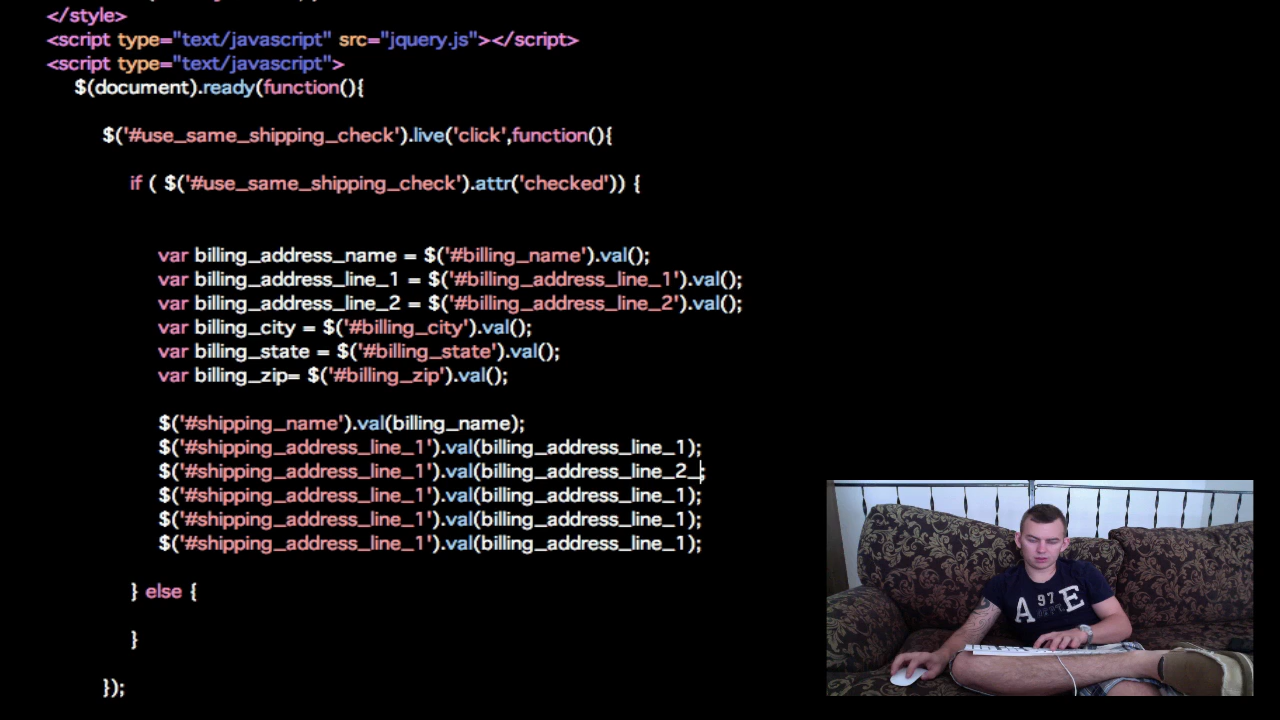 </style>
<script type="text/javascript" src="jquery.js"></script>
<script type="text/javascript">
$(document).ready(function(){
$('#use_same_shipping_check').live('click',function(){
if ( $('#use_same_shipping_check').attr('checked')) {
var billing_address_name = $('#billing_name').val();
var billing_address_line_1 = $('#billing_address_line_1').val();
var billing_address_line_2 = $('#billing_address_line_2').val();
var billing_city = $('#billing_city').val();
var billing_state = $('#billing_state').val();
var billing_zip= $('#billing_zip').val();
$('#shipping_name').val(billing_name);
$('#shipping_address_line_1').val(billing_address_line_1);
$('#shipping_address_line_1').val(billing_address_line_2_;
$('#shipping_address_line_1').val(billing_address_line_1);
$('#shipping_address_line_1').val(billing_address_line_1);
$('#shipping_address_line_1').val(billing_address_line_1);
} else {
}
});
A 97 E